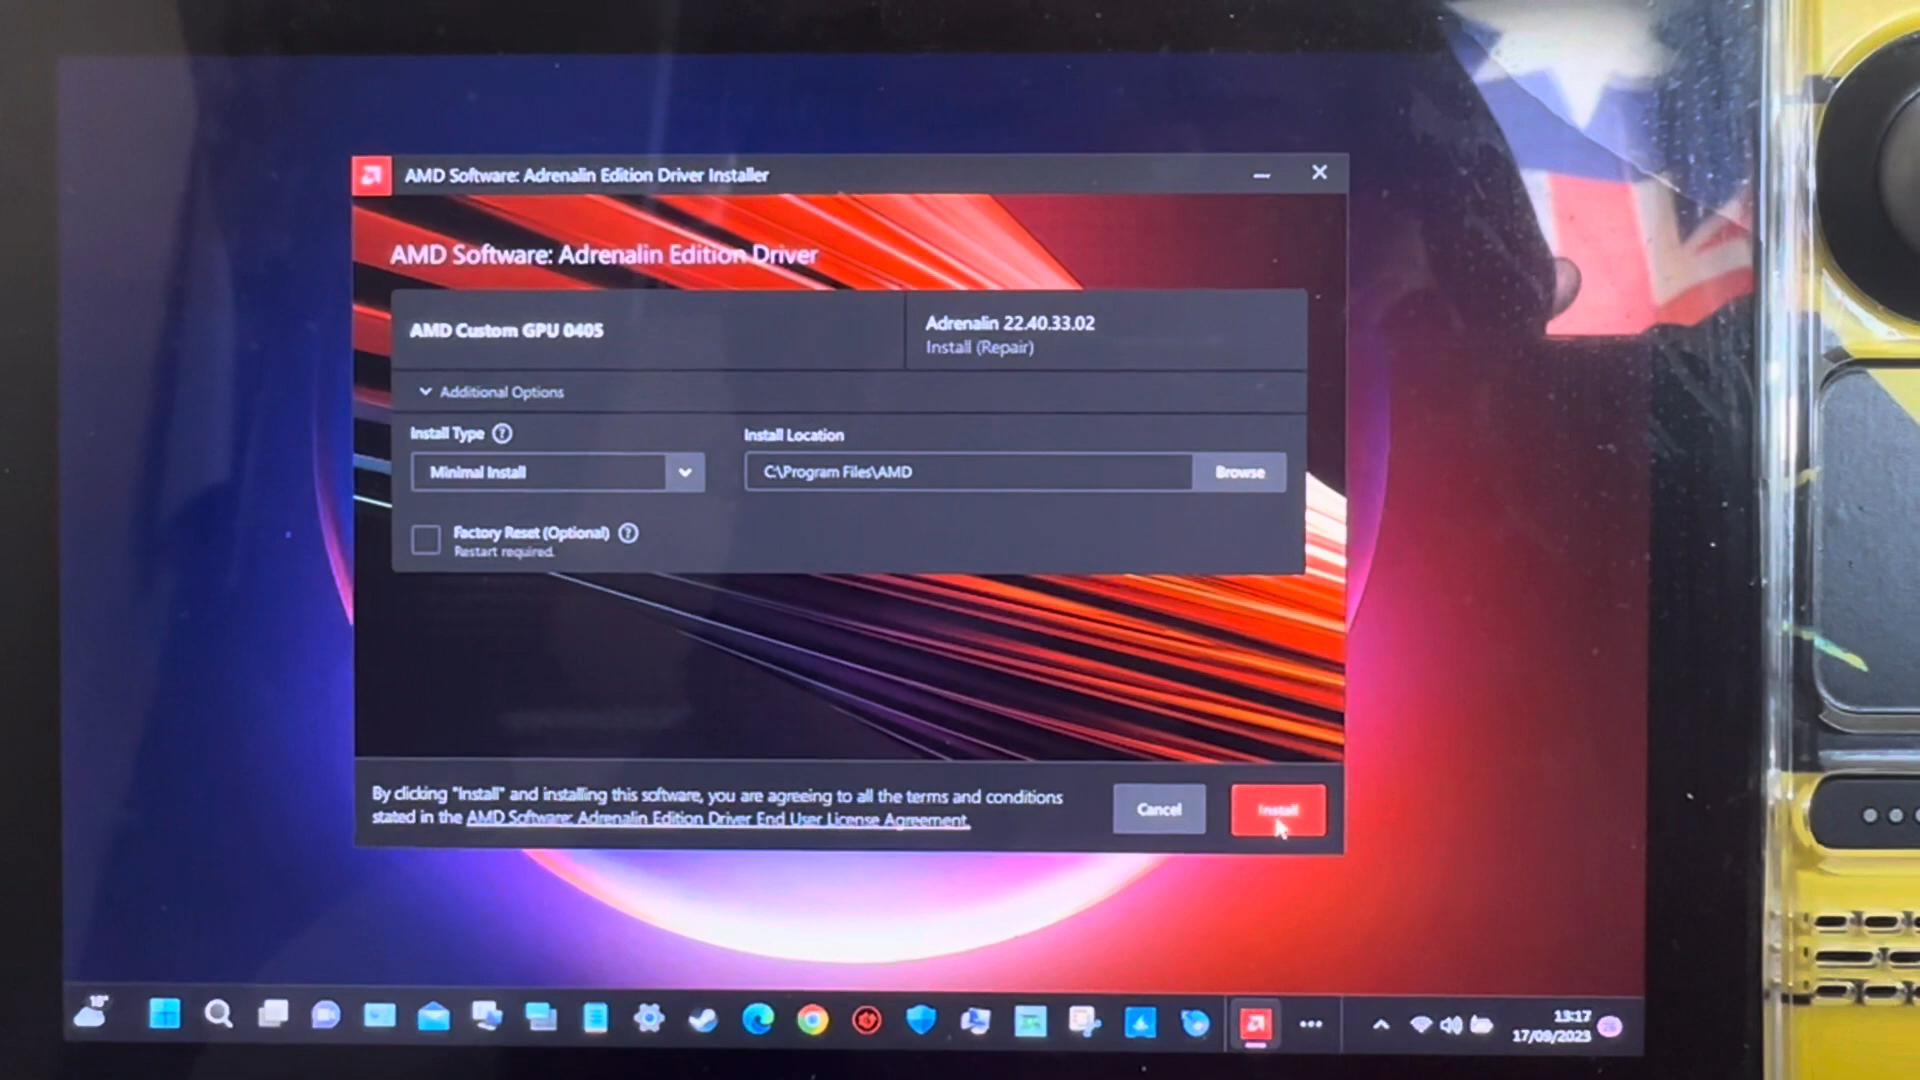 AMD Software: Adrenalin Edition Driver Installer
AMD Software: Adrenalin Edition Driver
AMD Custom GPU 0405
Adrenalin 22.40.33.02
Install (Repair)
Additional Options
Install Type
Install Location
Minimal Install
C:\Program Files\AMD
Browse
Factory Reset (Optional)
Restart required.
By clicking "Install" and installing this software, you are agreeing to all the terms and conditions
stated in the AMD Software: Adrenalin Edition Driver End User License Agreement.
Cancel
Install
18°
13:17
17/09/2023